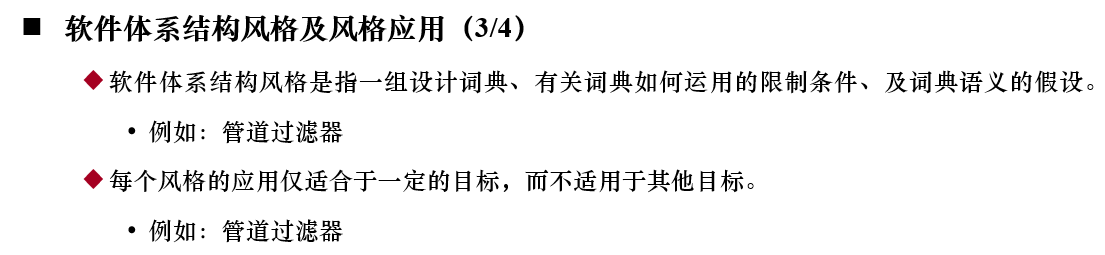 ■ 软件体系结构风格及风格应用（3/4）
◆软件体系结构风格是指一组设计词典、有关词典如何运用的限制条件、及词典语义的假设。
• 例如：管道过滤器
◆每个风格的应用仅适合于一定的目标，而不适用于其他目标。
• 例如：管道过滤器